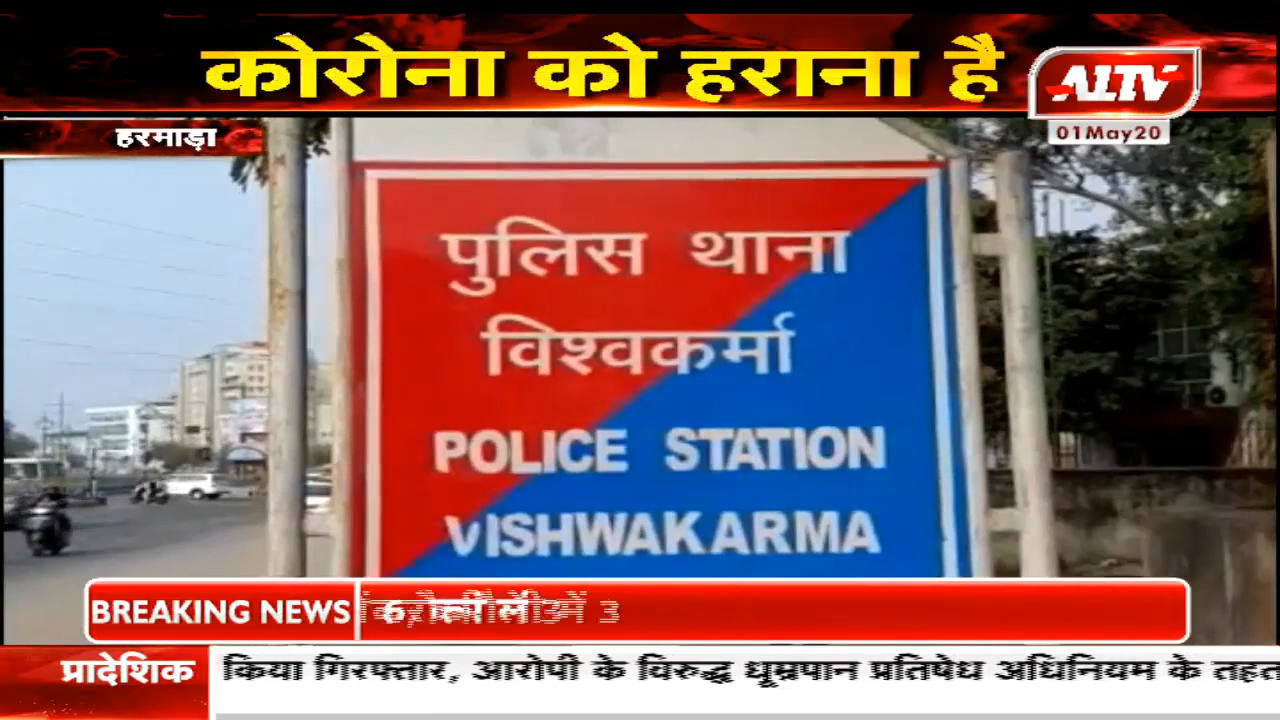 कोरोना को हराना है
ALTV
01May20
हरमाड़ा
पुलिस थाना
विश्वकर्मा
POLICE STATION
VISHWAKARMA
BREAKING NEWS
प्रादेशिक
किया गिरफ्तार, आरोपी के विरुद्ध धूम्रपान प्रतिषेध अधिनियम के तहत